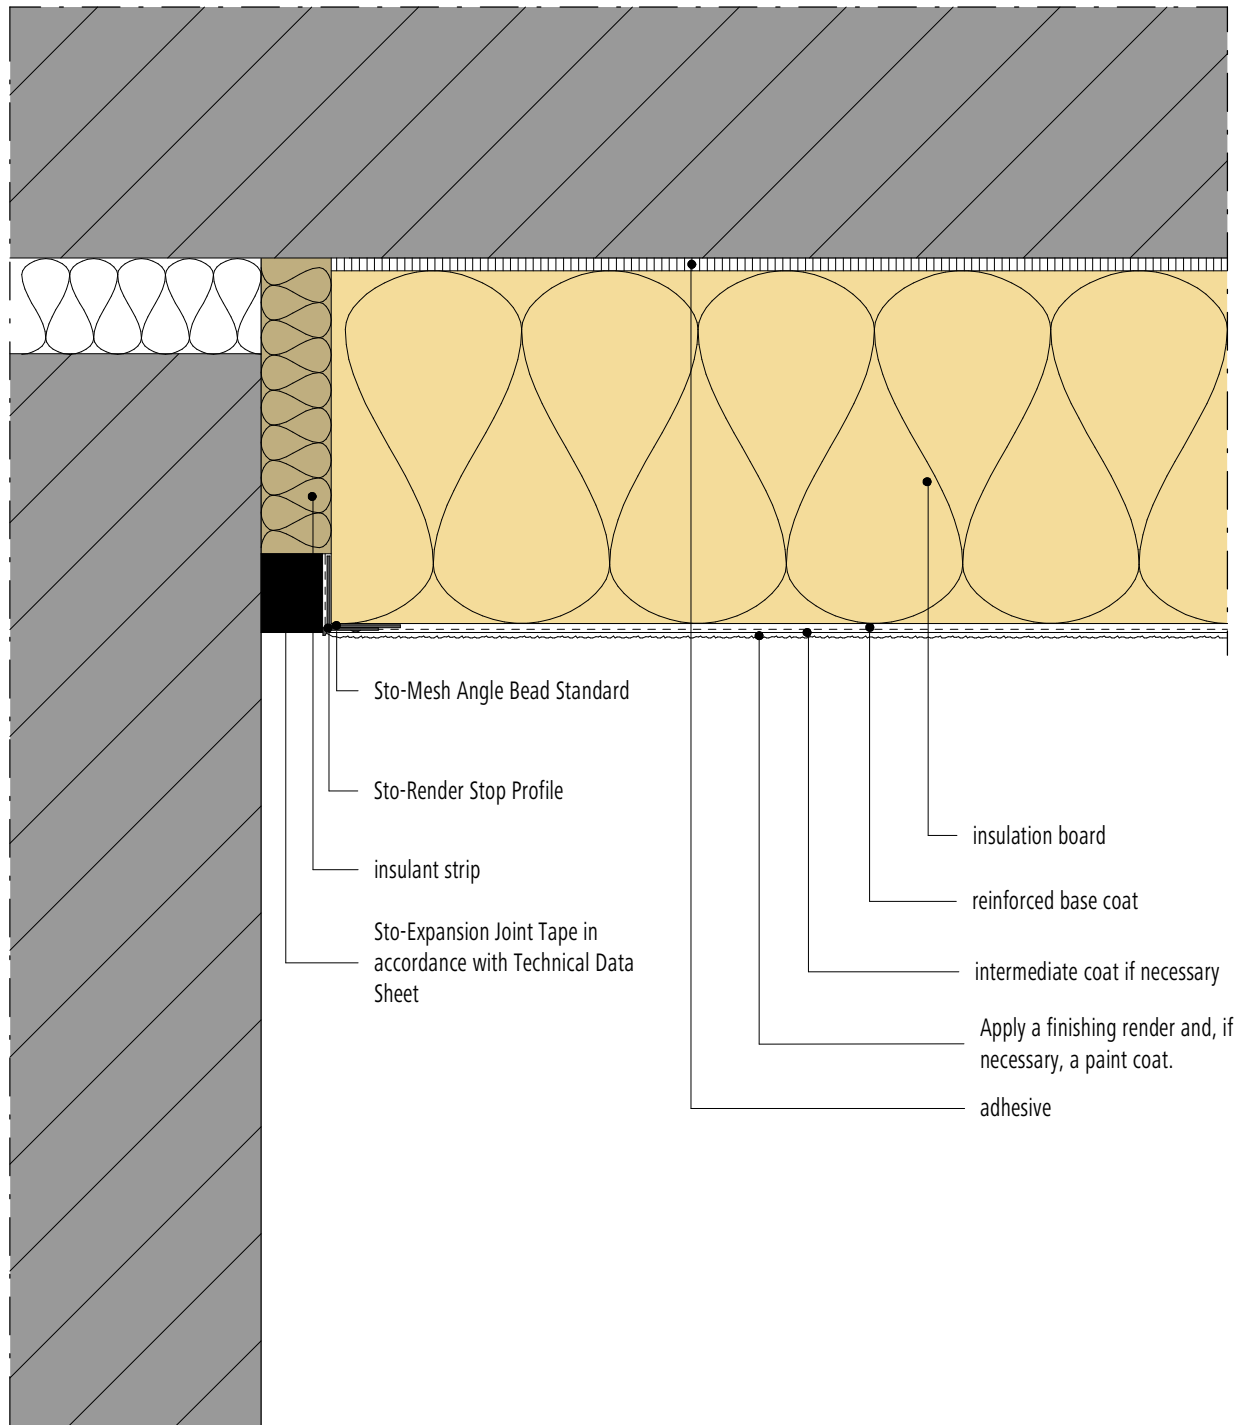 Sto-Mesh Angle Bead Standard
Sto-Render Stop Profile
insulant strip
Sto-Expansion Joint Tape in
accordance with Technical Data
Sheet
insulation board
reinforced base coat
intermediate coat if necessary
Apply a finishing render and, if
necessary, a paint coat.
adhesive